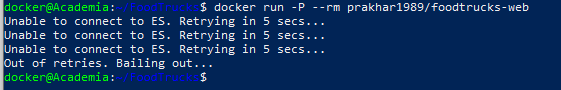 docker@Academia:~/FoodTrucks$ docker run -P --rm prakhar1989/foodtrucks-web
Unable to connect to ES. Retrying in 5 secs...
Unable to connect to ES. Retrying in 5 secs...
Unable to connect to ES. Retrying in 5 secs...
Out of retries. Bailing out...
docker@Academia:~/FoodTrucks$